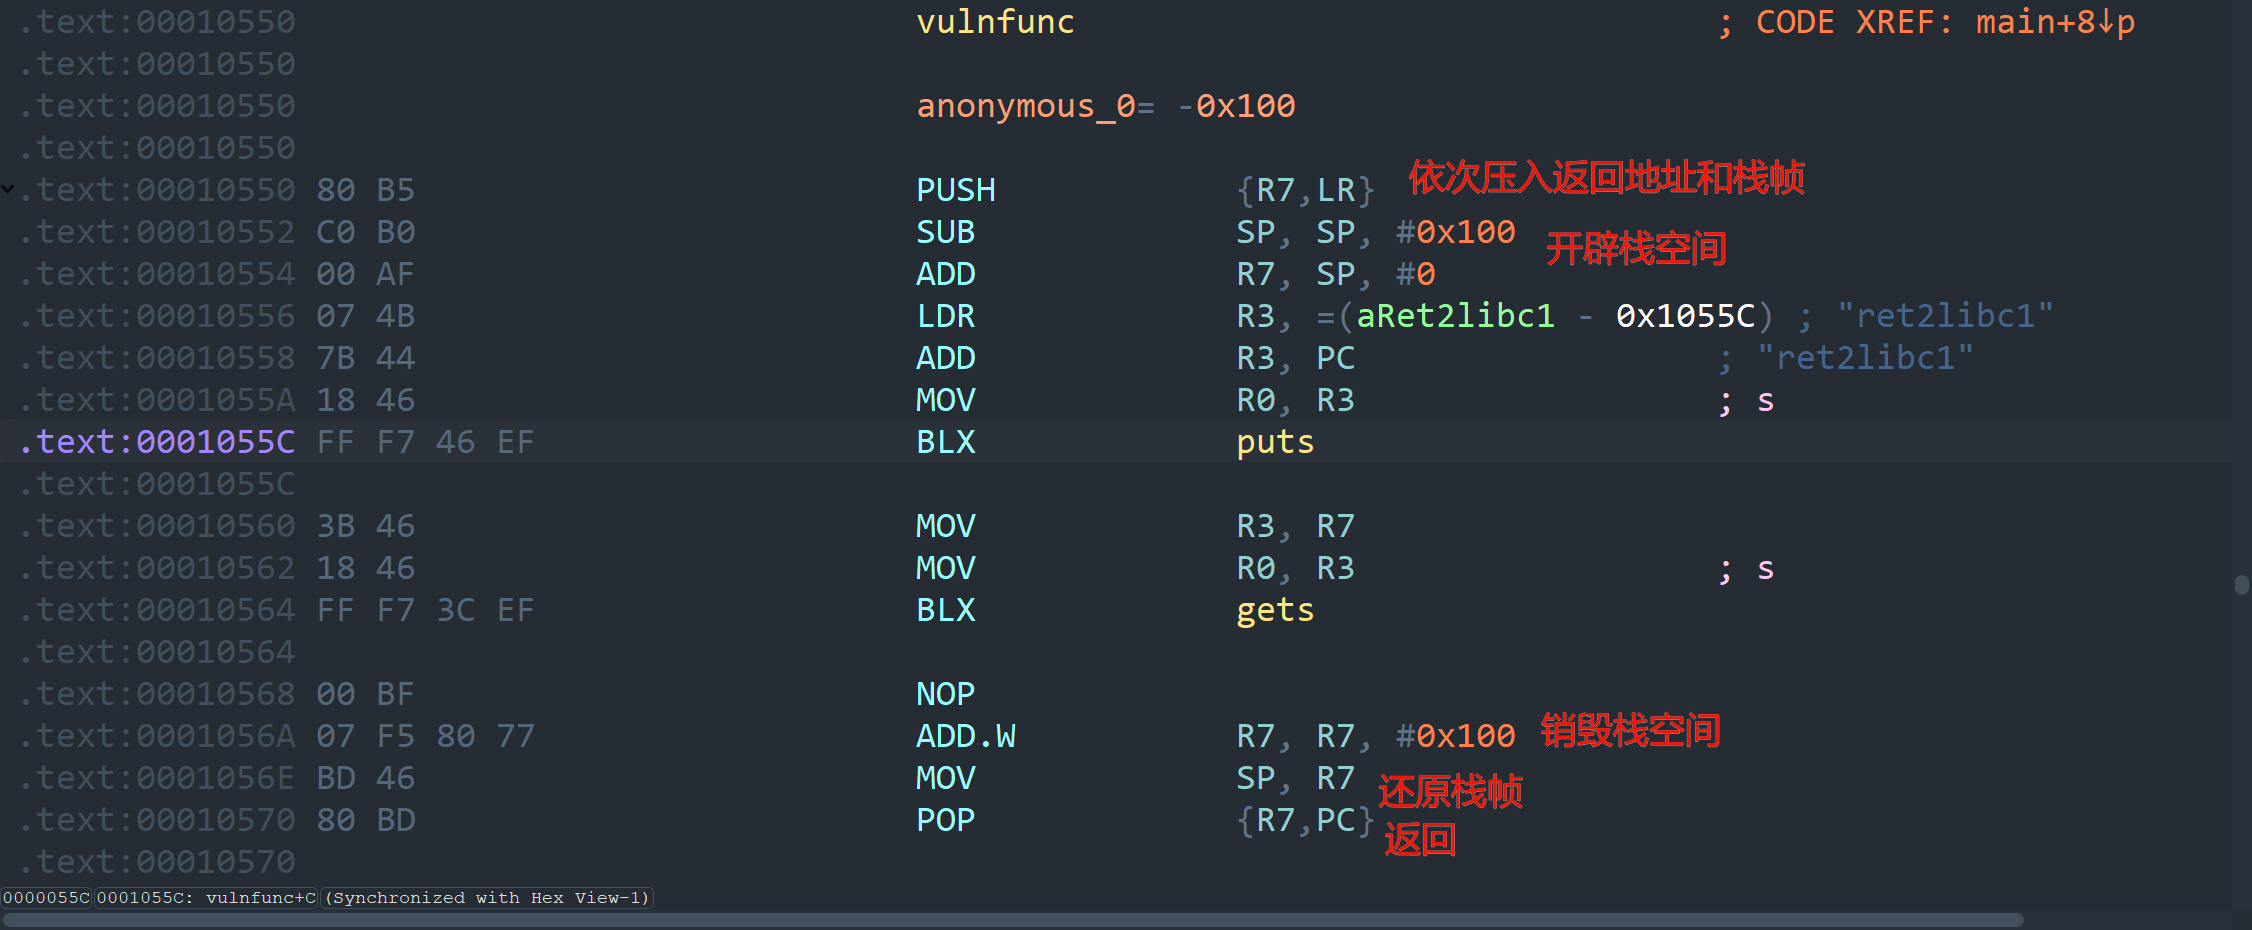 .text:00010550 vulnfunc ; CODE XREF: main+8↓p
.text:00010550
.text:00010550 anonymous_0= -0x100
.text:00010550
.text:00010550 80 B5 PUSH {R7,LR} 依次压入返回地址和栈帧
.text:00010552 C0 B0 SUB SP, SP, #0x100 开辟栈空间
.text:00010554 00 AF ADD R7, SP, #0
.text:00010556 07 4B LDR R3, =(aRet2libc1 - 0x1055C) ; "ret2libc1"
.text:00010558 7B 44 ADD R3, PC ; "ret2libc1"
.text:0001055A 18 46 MOV R0, R3 ; s
.text:0001055C FF F7 46 EF BLX puts
.text:0001055C
.text:00010560 3B 46 MOV R3, R7
.text:00010562 18 46 MOV R0, R3 ; s
.text:00010564 FF F7 3C EF BLX gets
.text:00010564
.text:00010568 00 BF NOP
.text:0001056A 07 F5 80 77 ADD.W R7, R7, #0x100 销毁栈空间
.text:0001056E BD 46 MOV SP, R7 还原栈帧
.text:00010570 80 BD POP {R7,PC} 返回
.text:00010570
0000055C 0001055C: vulnfunc+C (Synchronized with Hex View-1)